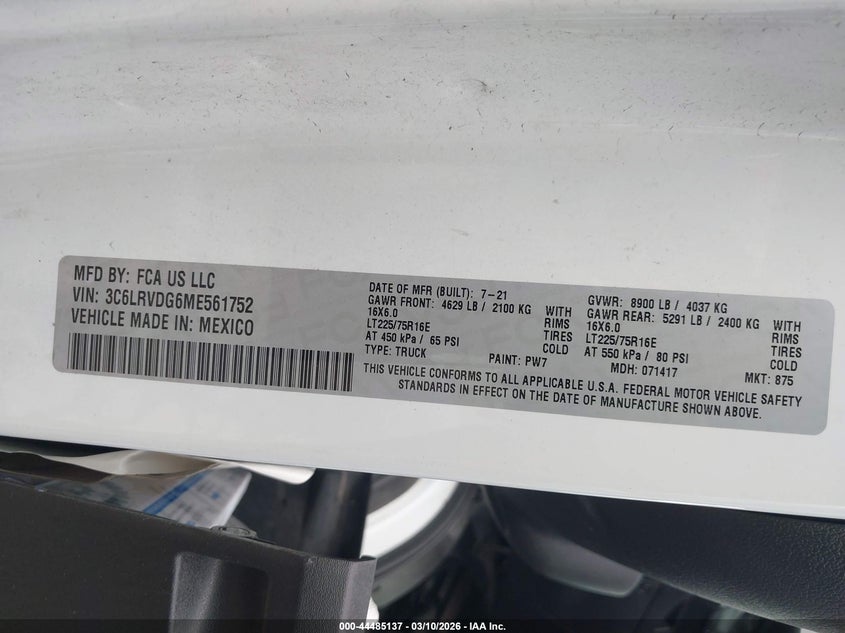 MFD BY: FCA US LLC
VIN: 3C6LRVDG6ME561752
VEHICLE MADE IN: MEXICO
DATE OF MFR (BUILT): 7-21
GAWR FRONT: 4629 LB / 2100 KG WITH
16X6.0 RIMS
LT225/75R16E TIRES
AT 450 kPa / 65 PSI COLD
TYPE: TRUCK PAINT: PW7
GVWR: 8900 LB / 4037 KG
GAWR REAR: 5291 LB / 2400 KG WITH
16X6.0 RIMS
LT225/75R16E TIRES
AT 550 kPa / 80 PSI COLD
MDH: 071417 MKT: 875
THIS VEHICLE CONFORMS TO ALL APPLICABLE U.S.A. FEDERAL MOTOR VEHICLE SAFETY
STANDARDS IN EFFECT ON THE DATE OF MANUFACTURE SHOWN ABOVE.
000-44485137 - 03/10/2026 - IAA Inc.